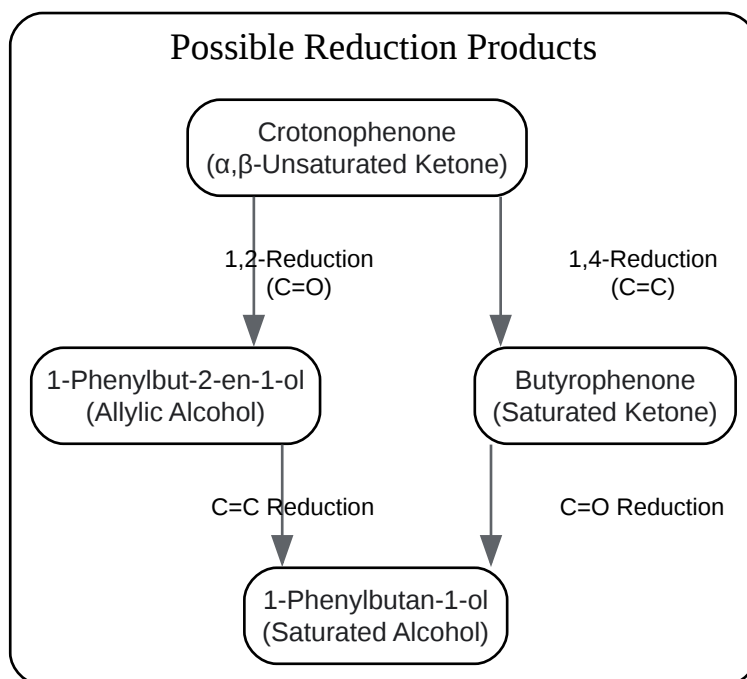 Possible Reduction Products
Crotonophenone
(α,β-Unsaturated Ketone)
1,2-Reduction
(C=O)
1,4-Reduction
(C=C)
1-Phenylbut-2-en-1-ol
(Allylic Alcohol)
Butyrophenone
(Saturated Ketone)
C=C Reduction
C=O Reduction
1-Phenylbutan-1-ol
(Saturated Alcohol)